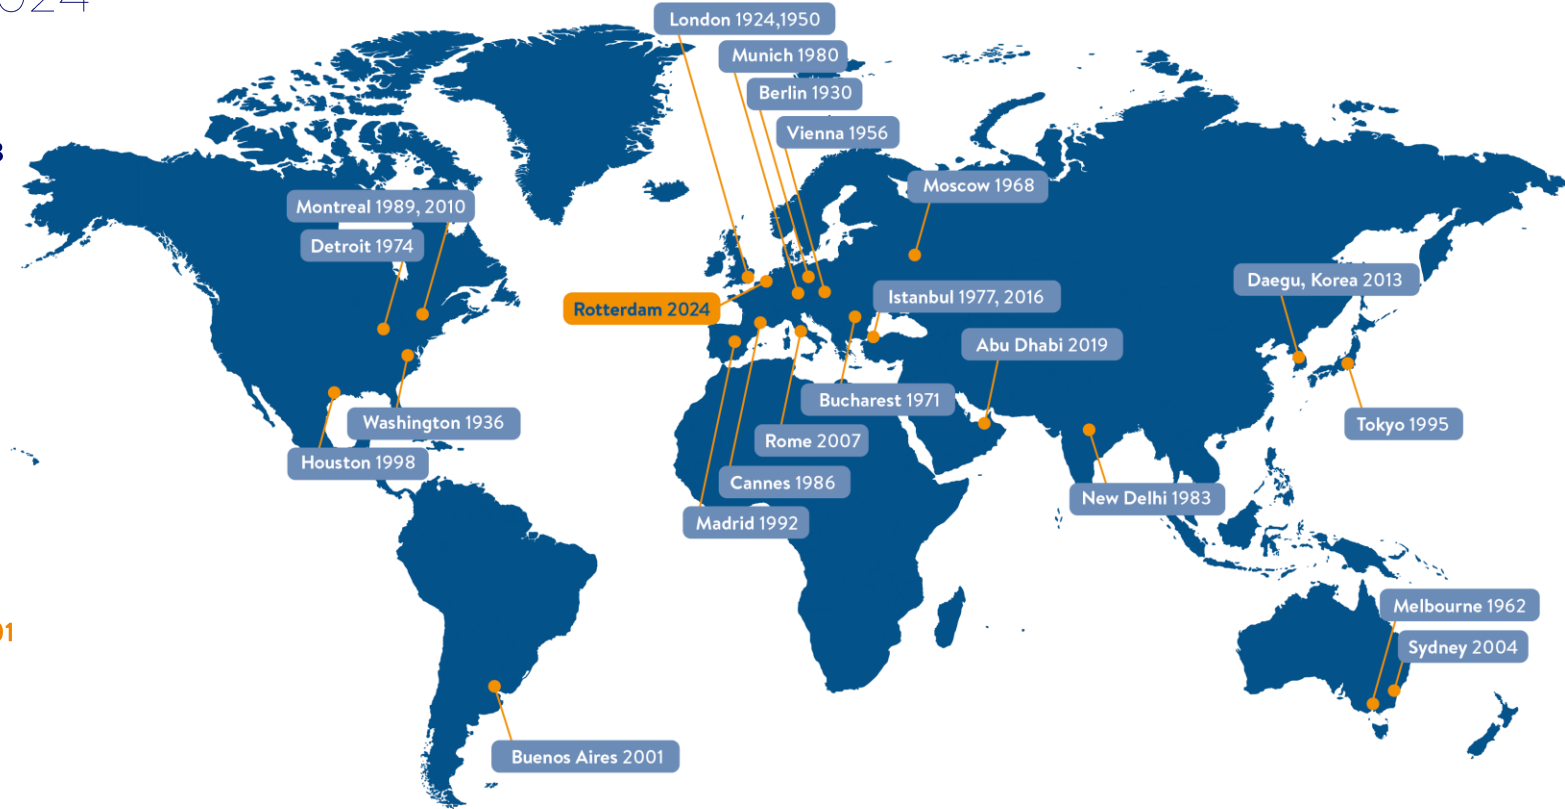 London 1924,1950
Munich 1980
Berlin 1930
Vienna 1956
Moscow 1968
Montreal 1989, 2010
Detroit 1974
Daegu, Korea 2013
Istanbul 1977, 2016
Rotterdam 2024
Abu Dhabi 2019
Bucharest 1971
Washington 1936
Tokyo 1995
Rome 2007
Houston 1998
Cannes 1986
New Delhi 1983
Madrid 1992
Melbourne 1962
Sydney 2004
Buenos Aires 2001